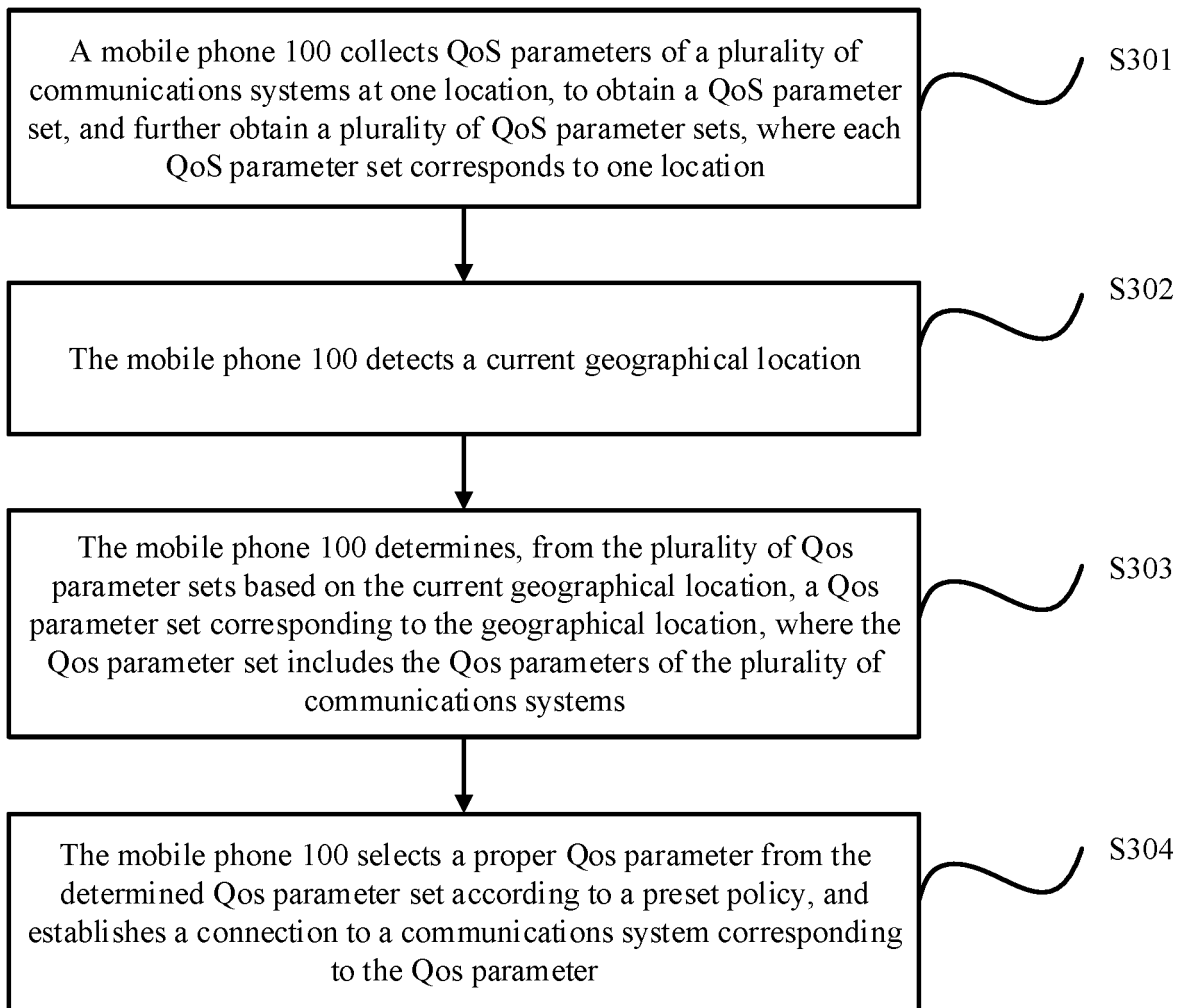 A mobile phone 100 collects QoS parameters of a plurality of
communications systems at one location, to obtain a QoS parameter
set, and further obtain a plurality of QoS parameter sets, where each
QoS parameter set corresponds to one location
S301
The mobile phone 100 detects a current geographical location
S302
The mobile phone 100 determines, from the plurality of Qos
parameter sets based on the current geographical location, a Qos
parameter set corresponding to the geographical location, where the
Qos parameter set includes the Qos parameters of the plurality of
communications systems
S303
The mobile phone 100 selects a proper Qos parameter from the
determined Qos parameter set according to a preset policy, and
establishes a connection to a communications system corresponding
to the Qos parameter
S304